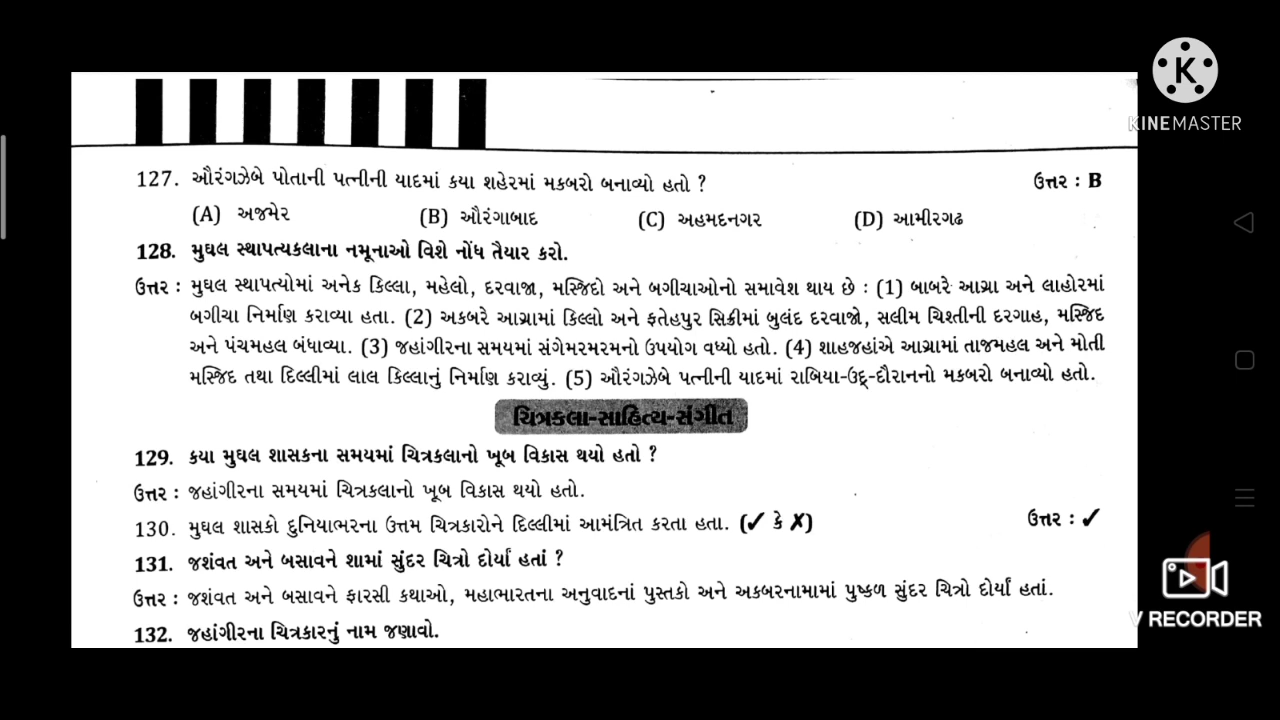 127. ઔરંગઝેબે પોતાની પત્નીની યાદમાં કયા શહેરમાં મકબરો બનાવ્યો હતો ? ઉત્તર : B
(A) અજમેર (B) ઔરંગાબાદ (C) અહમદનગર (D) આમીરગઢ
128. મુઘલ સ્થાપત્યકલાના નમૂનાઓ વિશે નોંધ તૈયાર કરો.
ઉત્તર : મુઘલ સ્થાપત્યોમાં અનેક કિલ્લા, મહેલો, દરવાજા, મસ્જિદો અને બગીચાઓનો સમાવેશ થાય છે : (1) બાબરે આગ્રા અને લાહોરમાં
બગીચા નિર્માણ કરાવ્યા હતા. (2) અકબરે આગ્રામાં કિલ્લો અને ફતેહપુર સિક્રીમાં બુલંદ દરવાજો, સલીમ ચિશ્તીની દરગાહ, મસ્જિદ
અને પંચમહલ બંધાવ્યા. (3) જહાંગીરના સમયમાં સંગેમરમરનો ઉપયોગ વધ્યો હતો. (4) શાહજહાંએ આગ્રામાં તાજમહલ અને મોતી
મસ્જિદ તથા દિલ્લીમાં લાલ કિલ્લાનું નિર્માણ કરાવ્યું. (5) ઔરંગઝેબે પત્નીની યાદમાં રાબિયા-ઉદ્-દૌરાનનો મકબરો બનાવ્યો હતો.
ચિત્રકલા-સાહિત્ય-સંગીત
129. કયા મુઘલ શાસકના સમયમાં ચિત્રકલાનો ખૂબ વિકાસ થયો હતો ?
ઉત્તર : જહાંગીરના સમયમાં ચિત્રકલાનો ખૂબ વિકાસ થયો હતો.
130. મુઘલ શાસકો દુનિયાભરના ઉત્તમ ચિત્રકારોને દિલ્લીમાં આમંત્રિત કરતા હતા. (✓ કે ✗) ઉત્તર : ✓
131. જશંવત અને બસાવને શામાં સુંદર ચિત્રો દોર્યાં હતાં ?
ઉત્તર : જશંવત અને બસાવને ફારસી કથાઓ, મહાભારતના અનુવાદનાં પુસ્તકો અને અકબરનામામાં પુષ્કળ સુંદર ચિત્રો દોર્યાં હતાં.
132. જહાંગીરના ચિત્રકારનું નામ જણાવો.
K
KINEMASTER
V RECORDER